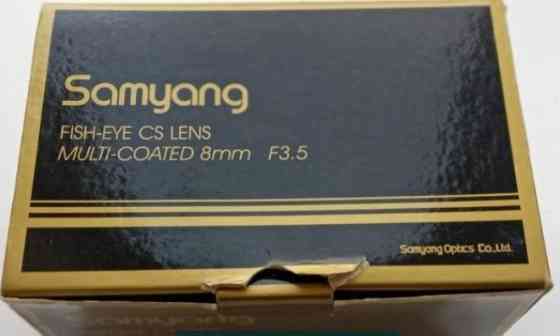 Samyang
FISH-EYE CS LENS
MULTI-COATED 8mm F3.5
Samyang Optics Co.,Ltd.